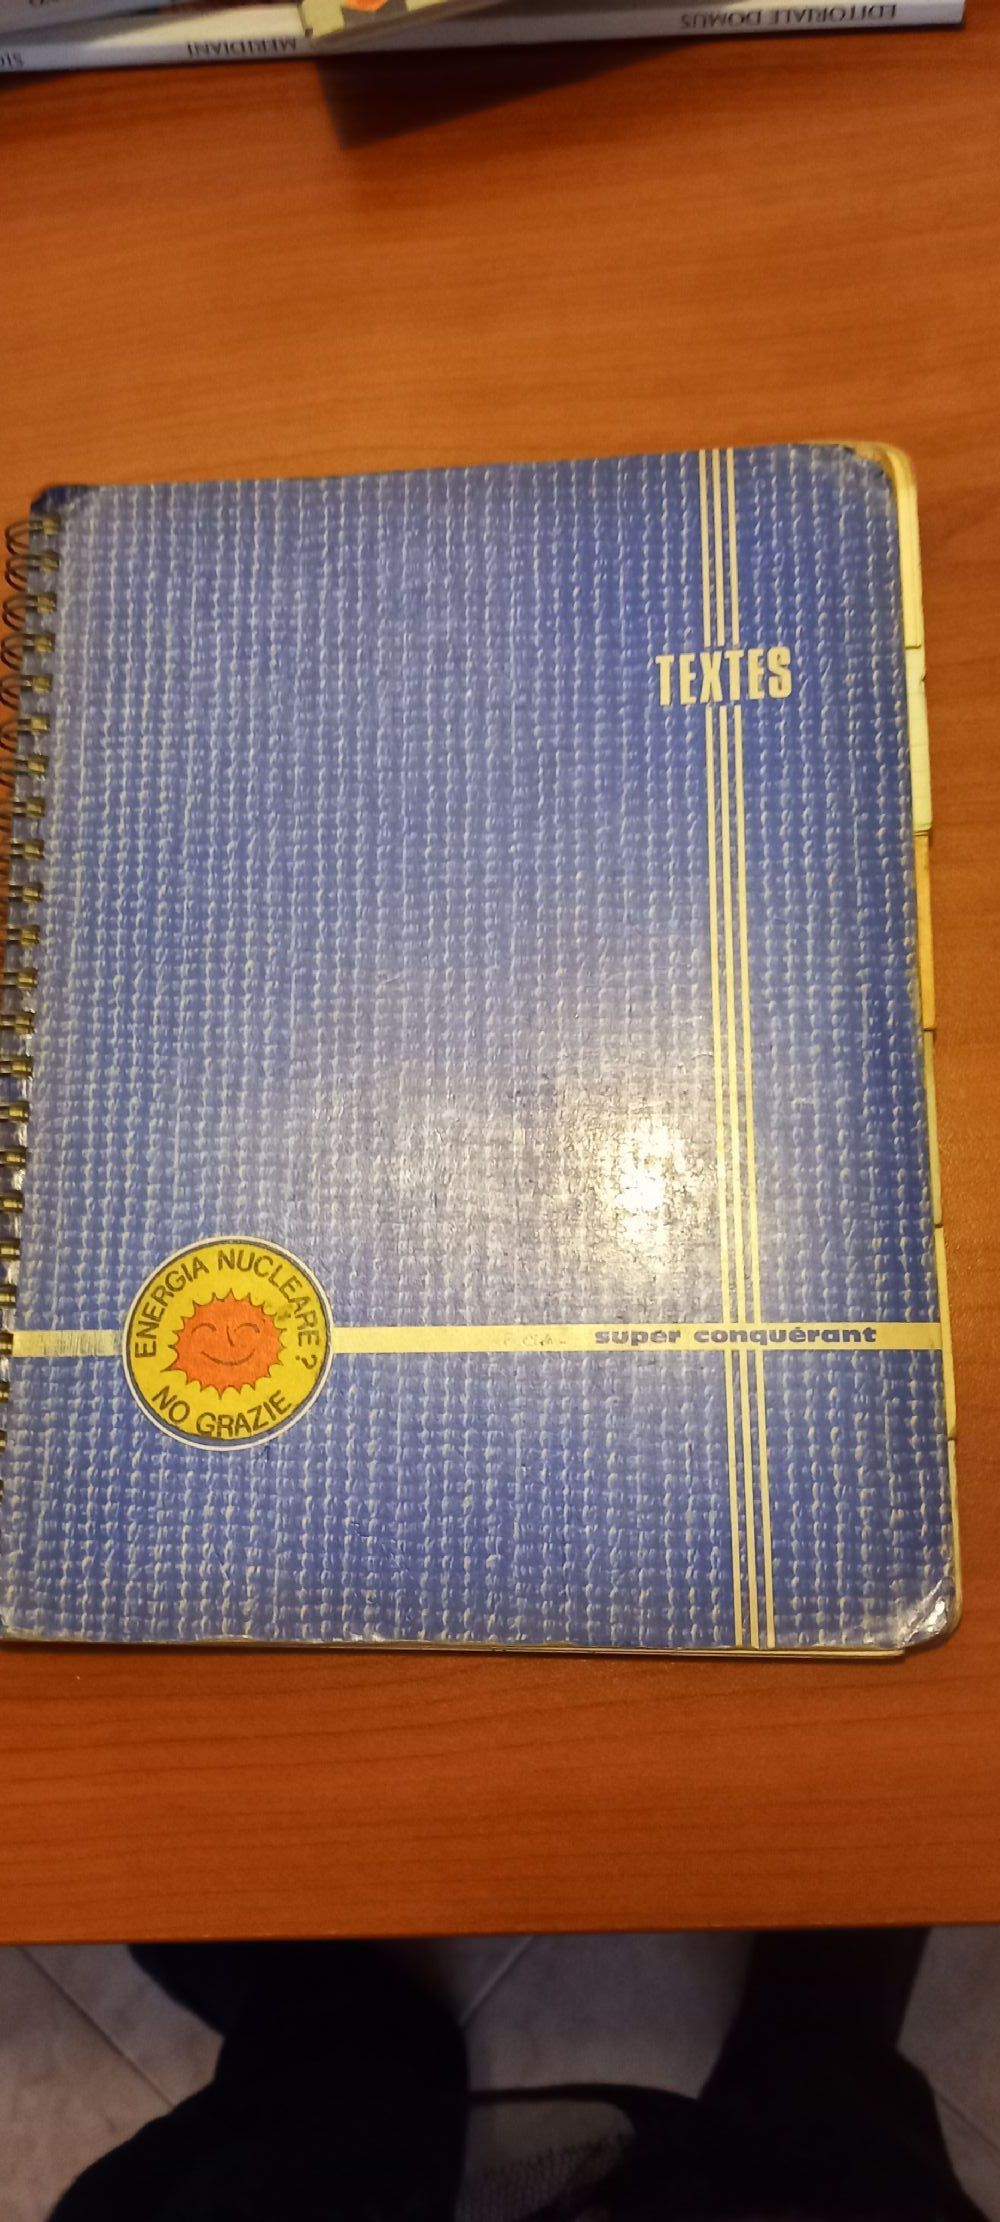 EDITORIALE DOMUS
MERIDIANI
TEXTES
ENERGIA NUCLEARE?
NO GRAZIE
super conquérant